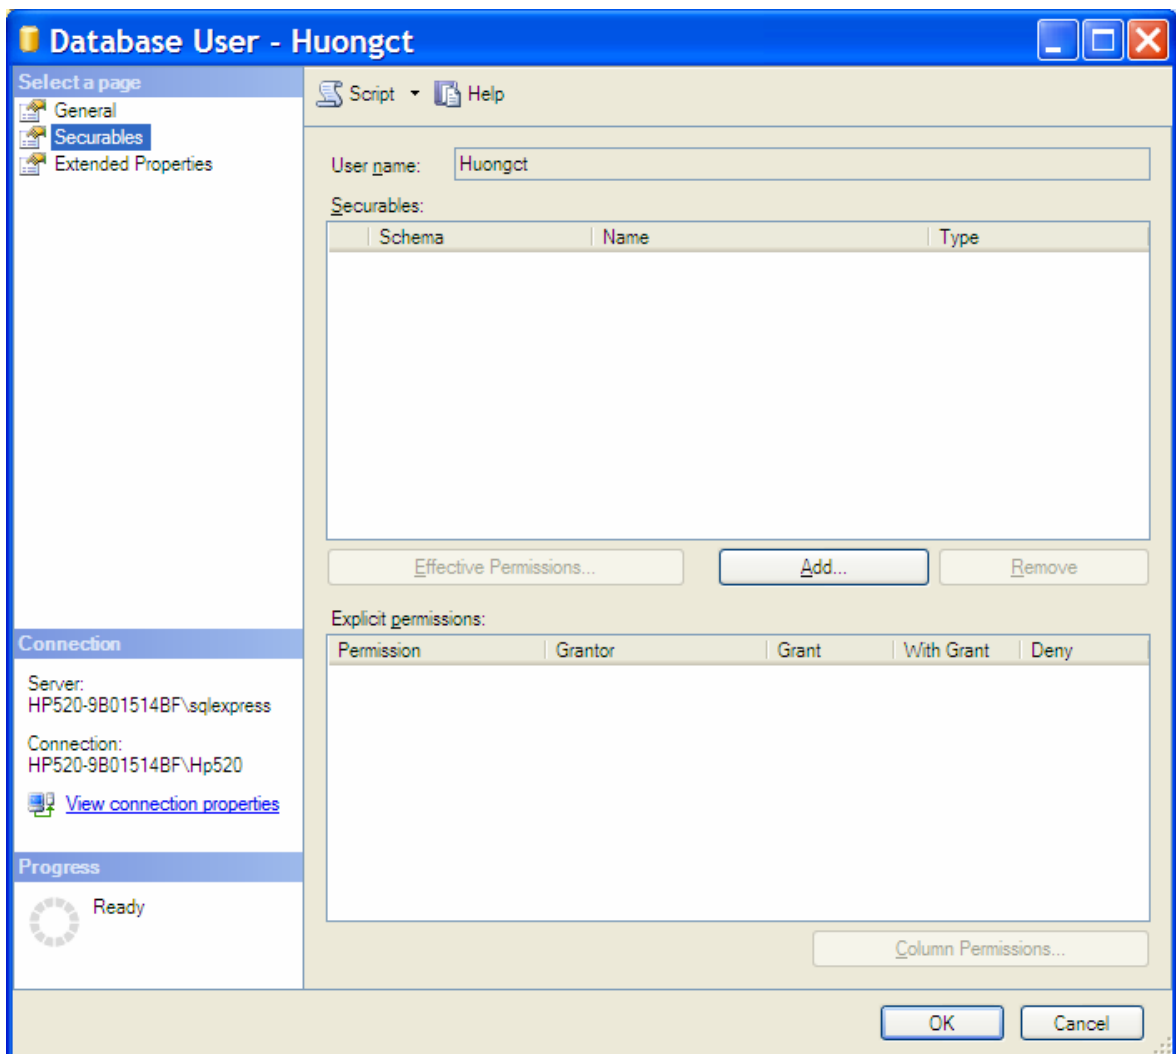 Database User - Huongct
Select a page
General
Securables
Extended Properties
Script Help
User name: Huongct
Securables:
Schema Name Type
Effective Permissions... Add... Remove
Explicit permissions:
Permission Grantor Grant With Grant Deny
Column Permissions...
Connection
Server:
HP520-9B01514BF\sqlexpress
Connection:
HP520-9B01514BF\Hp520
View connection properties
Progress
Ready
OK Cancel